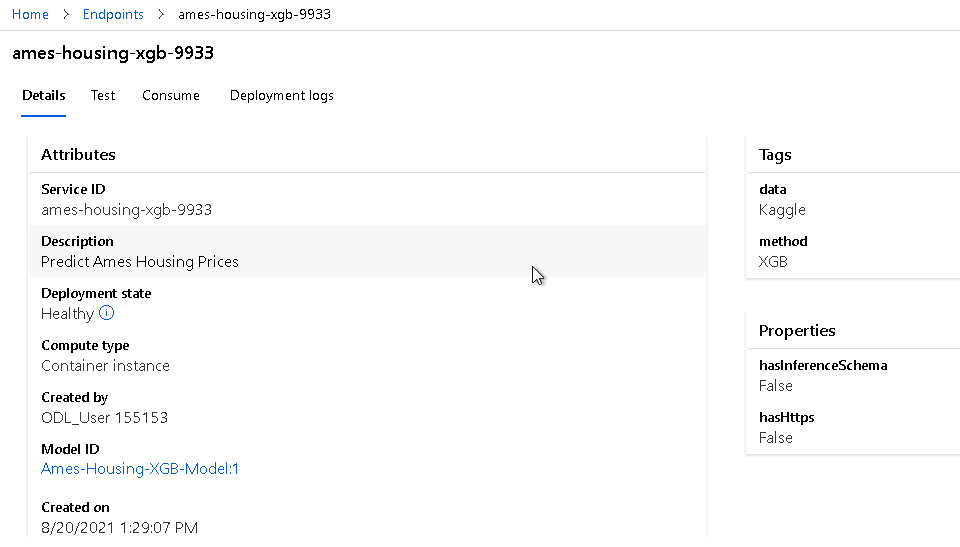 Home > Endpoints > ames-housing-xgb-9933
ames-housing-xgb-9933
Details Test Consume Deployment logs
Attributes
Service ID
ames-housing-xgb-9933
Description
Predict Ames Housing Prices
Deployment state
Healthy
Compute type
Container instance
Created by
ODL_User 155153
Model ID
Ames-Housing-XGB-Model:1
Created on
8/20/2021 1:29:07 PM
Tags
data
Kaggle
method
XGB
Properties
hasInferenceSchema
False
hasHttps
False